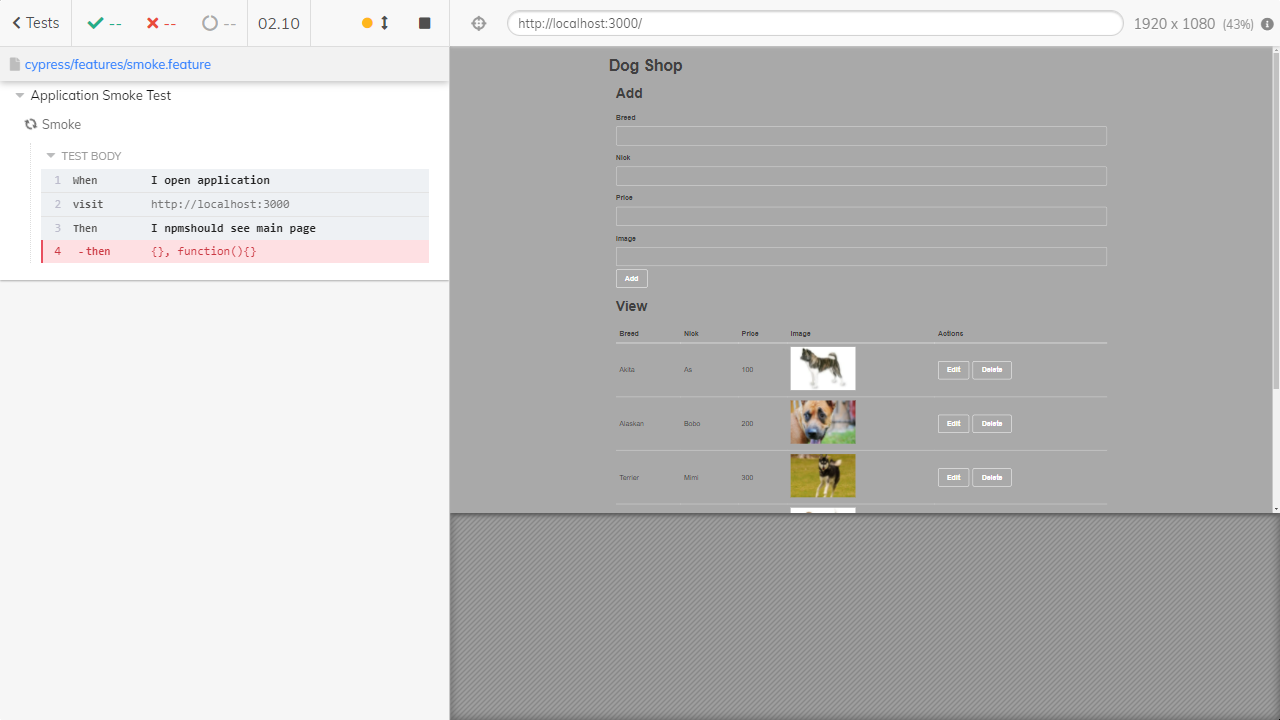 Tests
--
--
--
02.10
http://localhost:3000/
1920 x 1080 (43%)
cypress/features/smoke.feature
Application Smoke Test
Smoke
TEST BODY
1 When I open application
2 visit http://localhost:3000
3 Then I npmshould see main page
4 -then {}, function(){}
Dog Shop
Add
Breed
Nick
Price
Image
Add
View
Breed Nick Price Image Actions
Akita As 100 Edit Delete
Alaskan Bobo 200 Edit Delete
Terrier Mimi 300 Edit Delete